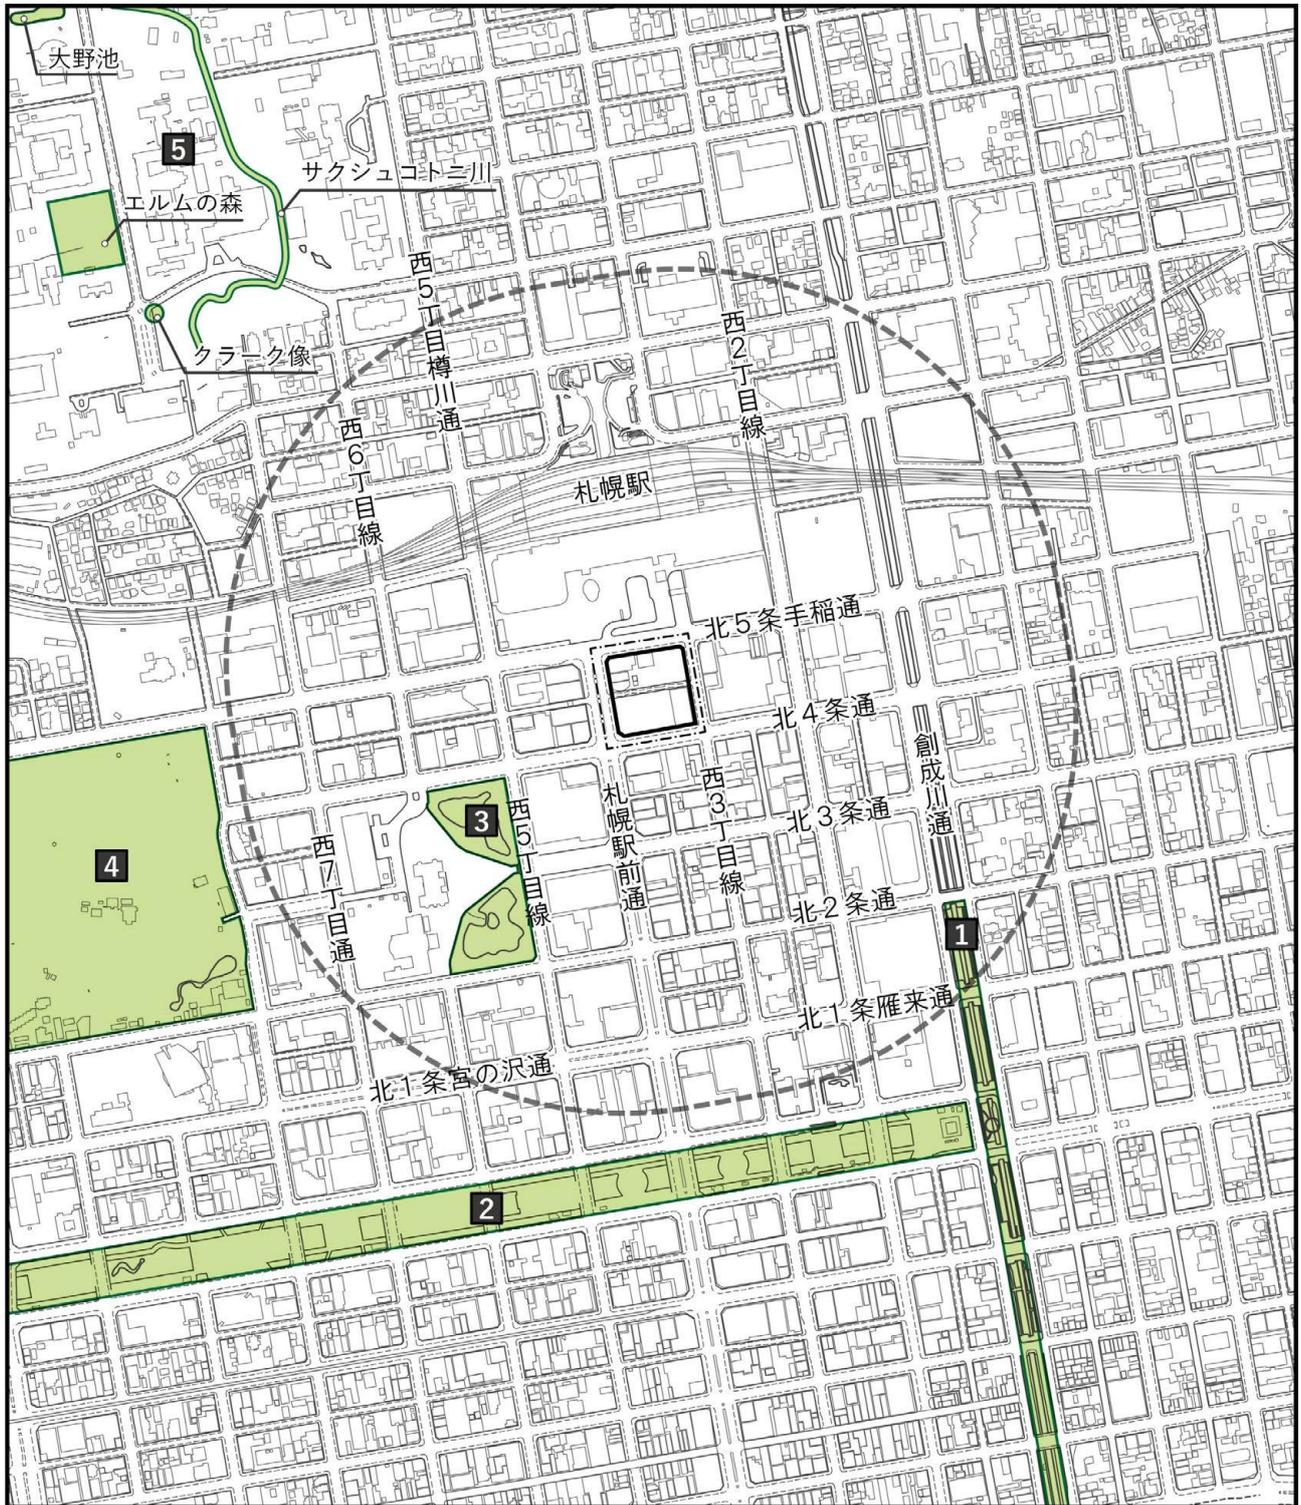 大野池
5
サクシュコトニ川
エルムの森
クラーク像
西5丁目樽川通
西2丁目線
西6丁目線
札幌駅
北5条手稲通
北4条通
創成川通
西3丁目線
北3条通
札幌駅前通
3
西5丁目線
西7丁目通
4
北2条通
1
北1条雁来通
北1条宮の沢通
2